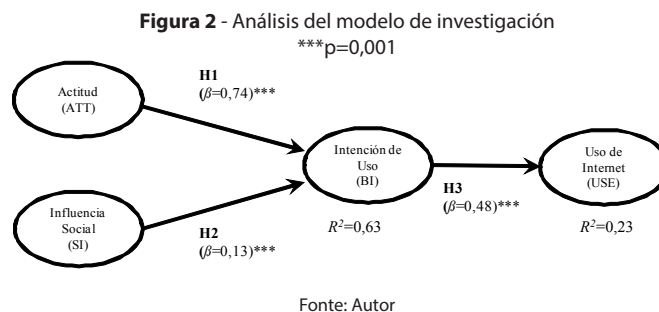 Figura 2 - Análisis del modelo de investigación
***p=0,001
H1
(β=0,74)***
Actitud
(ATT)
Intención de
Uso
(BI)
Uso de
Internet
(USE)
H3
(β=0,48)***
Influencia
Social
(SI)
H2
(β=0,13)***
R²=0,63
R²=0,23
Fonte: Autor